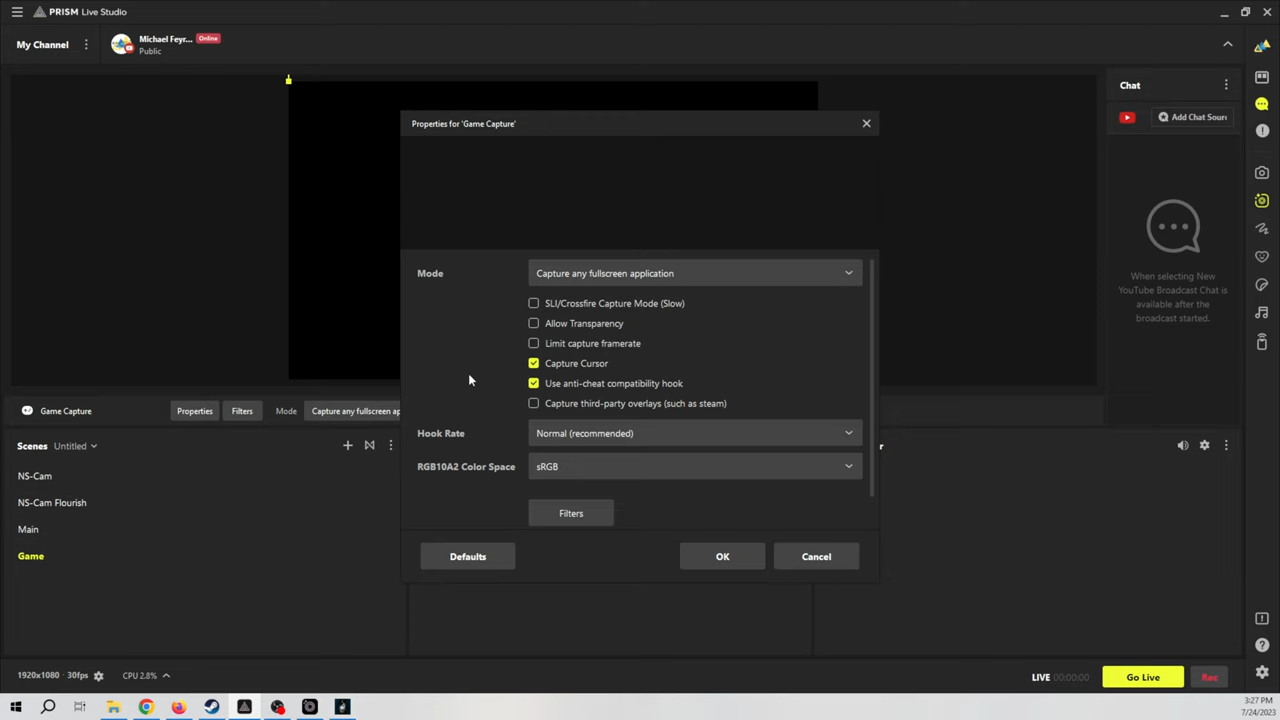 PRISM Live Studio
My Channel
Michael Feyr... Online
Public
Chat
Add Chat Sour
When selecting New
YouTube Broadcast Chat is
available after the
broadcast started.
Properties for 'Game Capture'
Mode Capture any fullscreen application
SLI/Crossfire Capture Mode (Slow)
Allow Transparency
Limit capture framerate
Capture Cursor
Use anti-cheat compatibility hook
Capture third-party overlays (such as steam)
Hook Rate Normal (recommended)
RGB10A2 Color Space sRGB
Filters
Defaults OK Cancel
Game Capture Properties Filters Mode Capture any fullscreen ap
Scenes Untitled
r
NS-Cam
NS-Cam Flourish
Main
Game
1920x1080 · 30fps CPU 2.8% LIVE 00:00:00 Go Live Rec
3:27 PM
7/24/2023